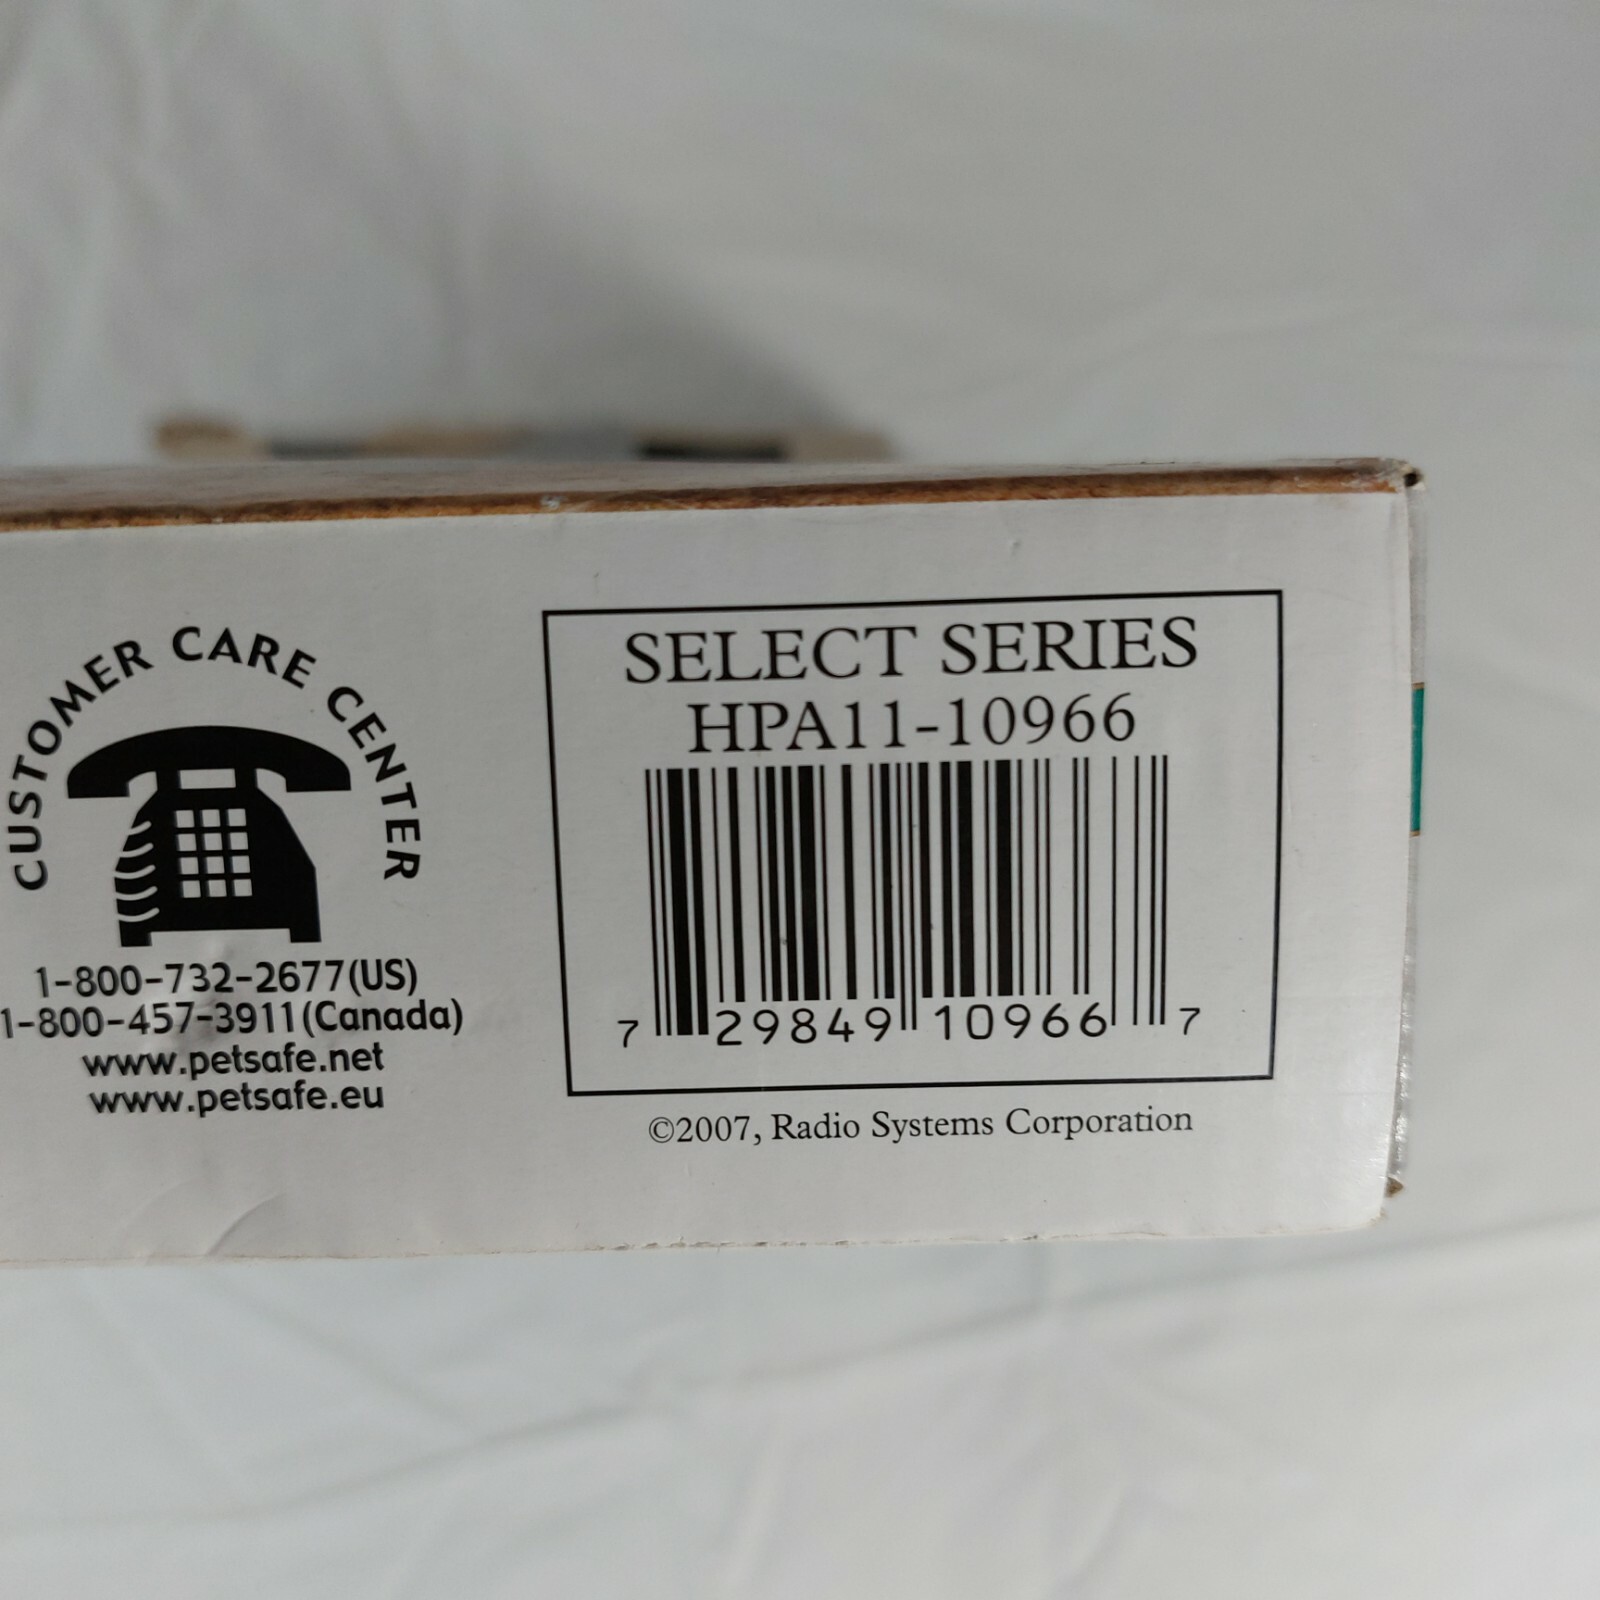 CUSTOMER CARE CENTER
1-800-732-2677(US)
1-800-457-3911(Canada)
www.petsafe.net
www.petsafe.eu
SELECT SERIES
HPA11-10966
7 29849 10966 7
©2007, Radio Systems Corporation